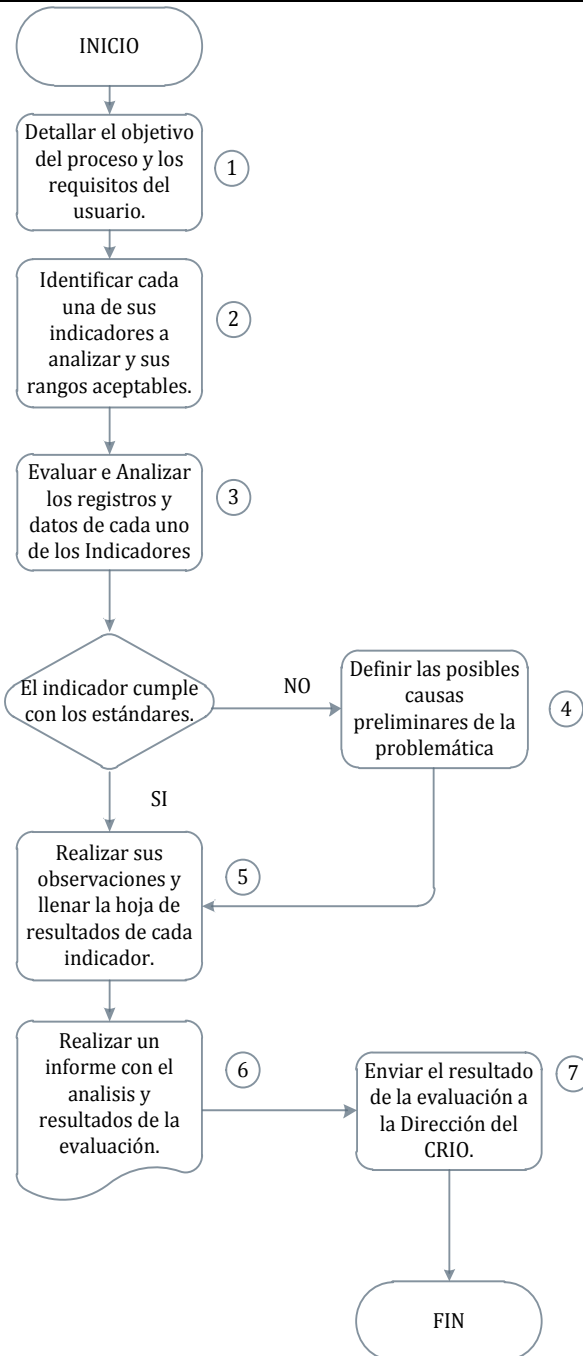 INICIO
Detallar el objetivo
del proceso y los
requisitos del
usuario.
1
Identificar cada
una de sus
indicadores a
analizar y sus
rangos aceptables.
2
Evaluar e Analizar
los registros y
datos de cada uno
de los Indicadores
3
El indicador cumple
con los estándares.
NO
Definir las posibles
causas
preliminares de la
problemática
4
SI
Realizar sus
observaciones y
llenar la hoja de
resultados de cada
indicador.
5
Realizar un
informe con el
analisis y
resultados de la
evaluación.
6
Enviar el resultado
de la evaluación a
la Dirección del
CRIO.
7
FIN